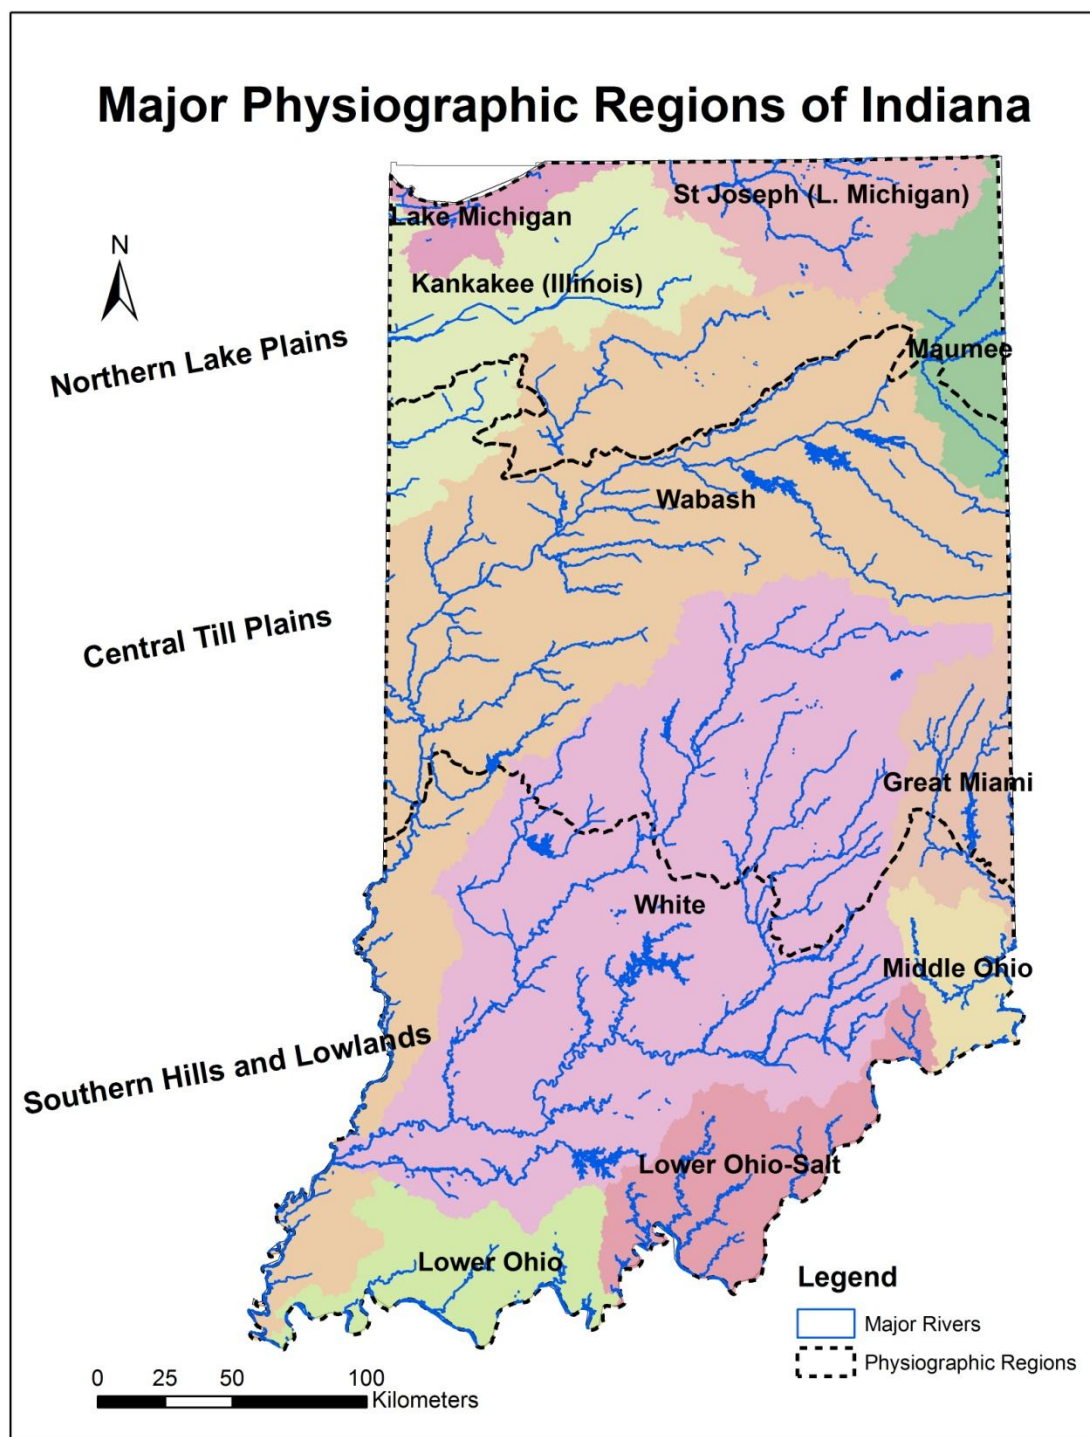 Major Physiographic Regions of Indiana
St Joseph (L. Michigan)
Lake Michigan
N
Kankakee (Illinois)
Northern Lake Plains
Maumee
Wabash
Central Till Plains
Great Miami
White
Middle Ohio
Southern Hills and Lowlands
Lower Ohio-Salt
Lower Ohio
Legend
Major Rivers
Physiographic Regions
0 25 50 100
Kilometers